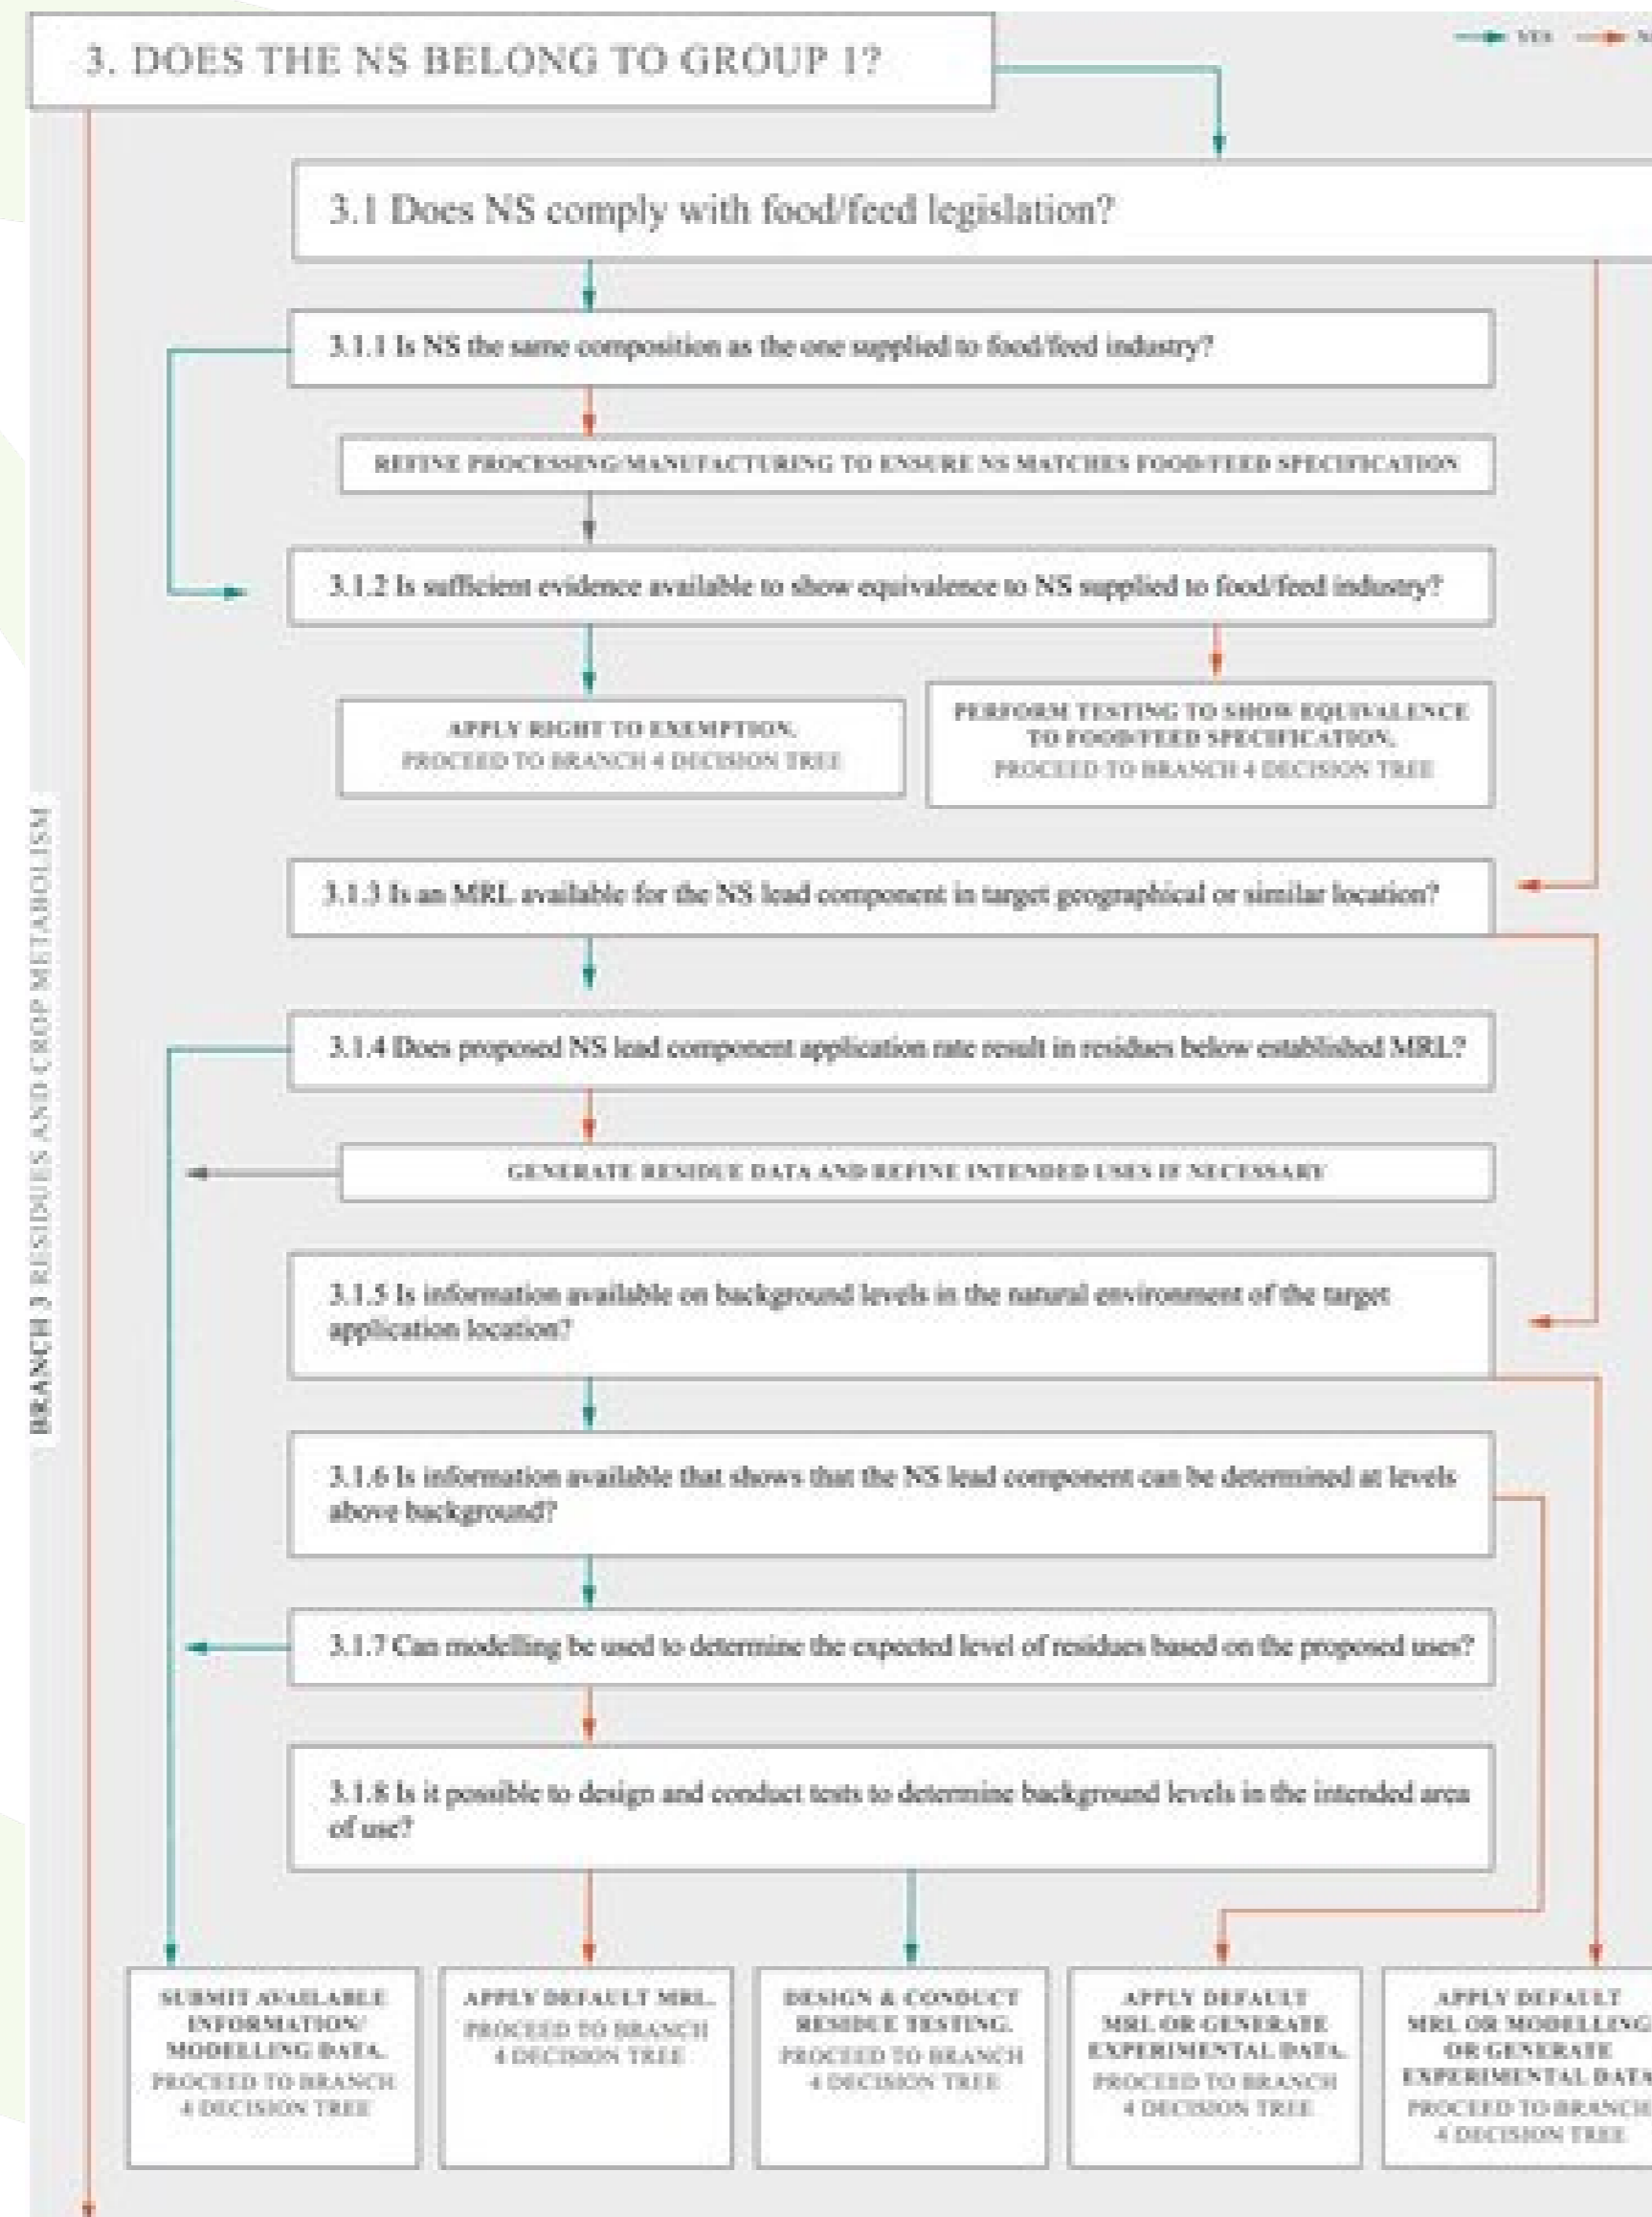 3. DOES THE NS BELONG TO GROUP 1?
YES
3.1 Does NS comply with food/feed legislation?
3.1.1 Is NS the same composition as the one supplied to food/feed industry?
REFINE PROCESSING/MANUFACTURING TO ENSURE NS MATCHES FOOD/FEED SPECIFICATION
3.1.2 Is sufficient evidence available to show equivalence to NS supplied to food/feed industry?
APPLY RIGHT TO EXEMPTION.
PROCEED TO BRANCH 4 DECISION TREE
PERFORM TESTING TO SHOW EQUIVALENCE
TO FOOD/FEED SPECIFICATION.
PROCEED TO BRANCH 4 DECISION TREE
3.1.3 Is an MRL available for the NS lead component in target geographical or similar location?
3.1.4 Does proposed NS lead component application rate result in residues below established MRL?
GENERATE RESIDUE DATA AND REFINE INTENDED USES IF NECESSARY
BRANCH 3 RESIDUES AND CROP METABOLISM
3.1.5 Is information available on background levels in the natural environment of the target
application location?
3.1.6 Is information available that shows that the NS lead component can be determined at levels
above background?
3.1.7 Can modelling be used to determine the expected level of residues based on the proposed uses?
3.1.8 Is it possible to design and conduct tests to determine background levels in the intended area
of use?
SUBMIT AVAILABLE
INFORMATION/
MODELLING DATA.
PROCEED TO BRANCH
4 DECISION TREE
APPLY DEFAULT MRL.
PROCEED TO BRANCH
4 DECISION TREE
DESIGN & CONDUCT
RESIDUE TESTING.
PROCEED TO BRANCH
4 DECISION TREE
APPLY DEFAULT
MRL OR GENERATE
EXPERIMENTAL DATA.
PROCEED TO BRANCH
4 DECISION TREE
APPLY DEFAULT
MRL OR MODELLING
OR GENERATE
EXPERIMENTAL DATA
PROCEED TO BRANCH
4 DECISION TREE